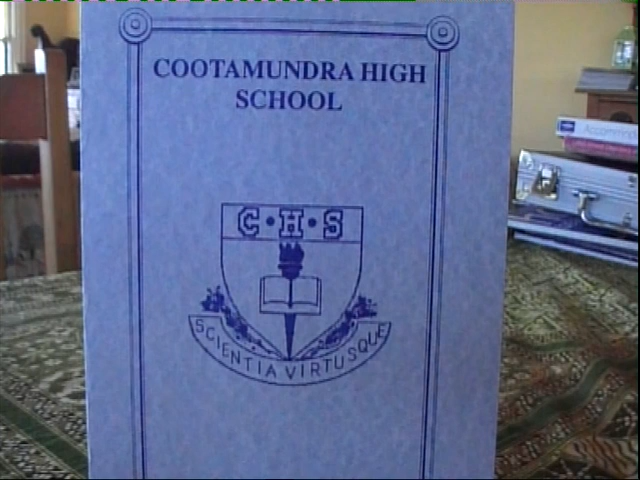 COOTAMUNDRA HIGH
SCHOOL
C·H·S
SCIENTIA VIRTUSQUE